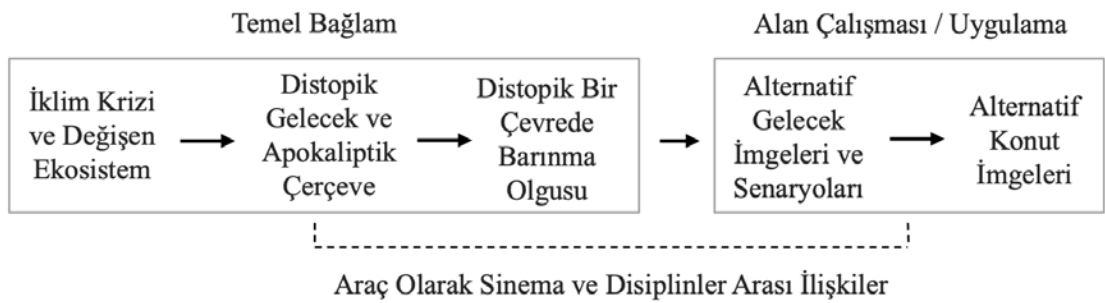 Temel Bağlam
Alan Çalışması / Uygulama
İklim Krizi
ve Değişen
Ekosistem
Distopik
Gelecek ve
Apokaliptik
Çerçeve
Distopik Bir
Çevrede
Barınma
Olgusu
Alternatif
Gelecek
İmgeleri ve
Senaryoları
Alternatif
Konut
İmgeleri
Araç Olarak Sinema ve Disiplinler Arası İlişkiler